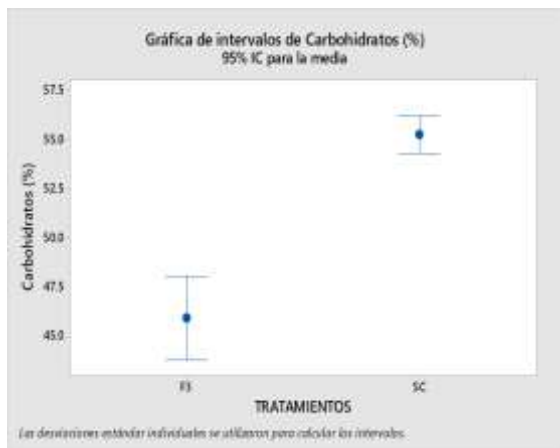 Gráfica de intervalos de Carbohidratos (%)
95% IC para la media
57.5
55.0
52.5
50.0
47.5
45.0
Carbohidratos (%)
F3
SC
TRATAMIENTOS
Las desviaciones estándar individuales se utilizaron para calcular los intervalos.